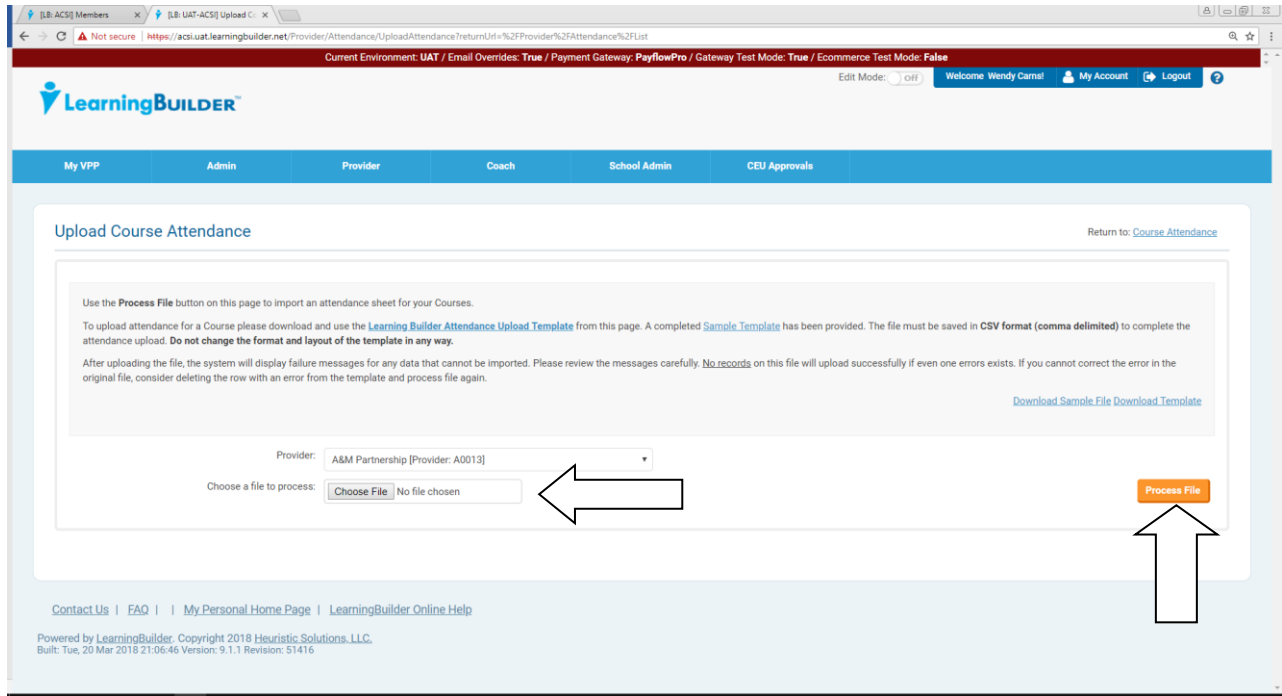 [LB: ACSI] Members
[LB: UAT-ACSI] Upload Co
Not secure | https://acsi.uat.learningbuilder.net/Provider/Attendance/UploadAttendance?returnUrl=%2FProvider%2FAttendance%2FList
Current Environment: UAT / Email Overrides: True / Payment Gateway: PayflowPro / Gateway Test Mode: True / Ecommerce Test Mode: False
Edit Mode: OFF Welcome Wendy Carns! My Account Logout ?
LearningBUILDER™
My VPP Admin Provider Coach School Admin CEU Approvals
Upload Course Attendance
Return to: Course Attendance
Use the Process File button on this page to import an attendance sheet for your Courses.
To upload attendance for a Course please download and use the Learning Builder Attendance Upload Template from this page. A completed Sample Template has been provided. The file must be saved in CSV format (comma delimited) to complete the
attendance upload. Do not change the format and layout of the template in any way.
After uploading the file, the system will display failure messages for any data that cannot be imported. Please review the messages carefully. No records on this file will upload successfully if even one errors exists. If you cannot correct the error in the
original file, consider deleting the row with an error from the template and process file again.
Download Sample File Download Template
Provider: A&M Partnership [Provider: A0013]
Choose a file to process: Choose File No file chosen
Process File
Contact Us | FAQ | | My Personal Home Page | LearningBuilder Online Help
Powered by LearningBuilder. Copyright 2018 Heuristic Solutions, LLC.
Built: Tue, 20 Mar 2018 21:06:46 Version: 9.1.1 Revision: 51416